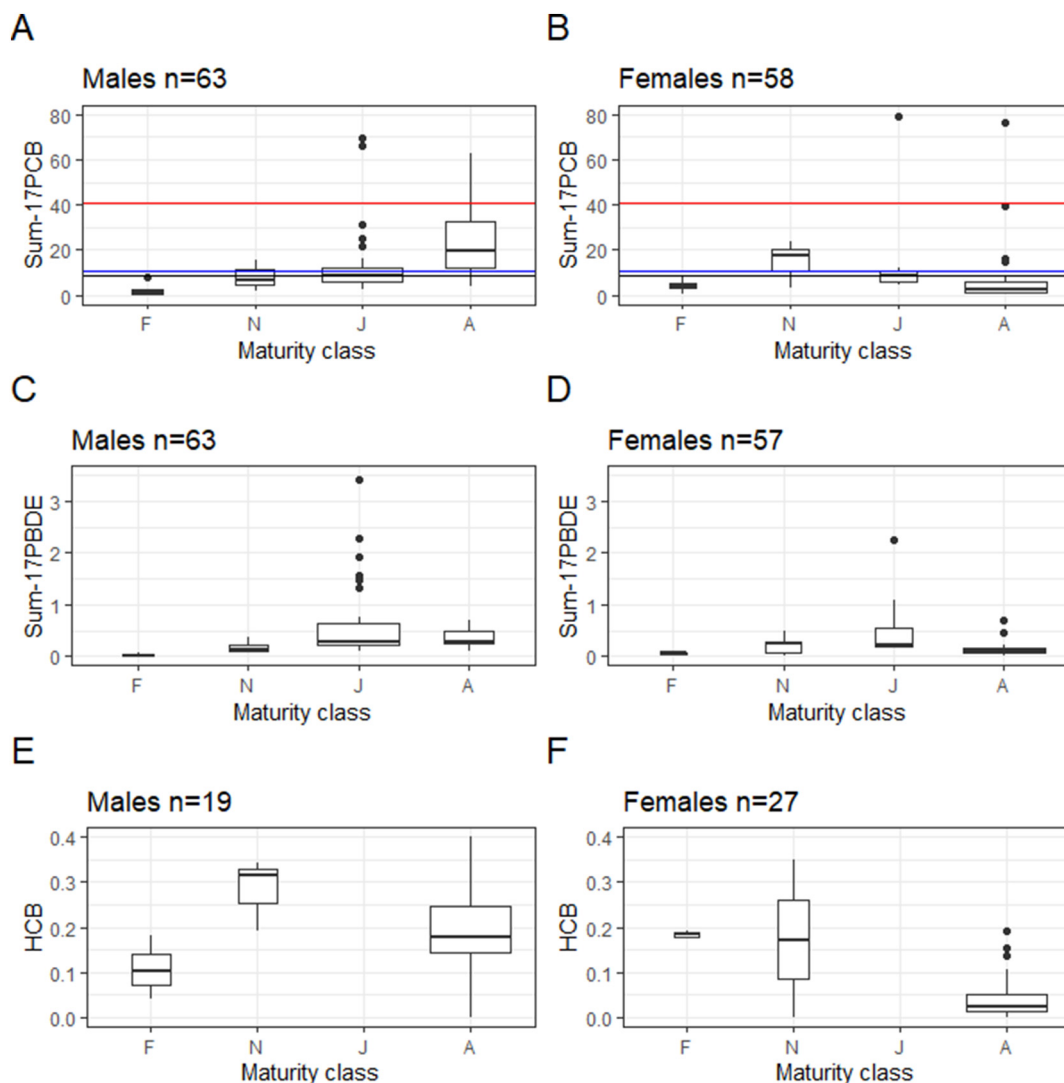 A
Males n=63
Sum-17PCB
80
60
40
20
0
F N J A
Maturity class
B
Females n=58
Sum-17PCB
80
60
40
20
0
F N J A
Maturity class
C
Males n=63
Sum-17PBDE
3
2
1
0
F N J A
Maturity class
D
Females n=57
Sum-17PBDE
3
2
1
0
F N J A
Maturity class
E
Males n=19
HCB
0.4
0.3
0.2
0.1
0.0
F N J A
Maturity class
F
Females n=27
HCB
0.4
0.3
0.2
0.1
0.0
F N J A
Maturity class